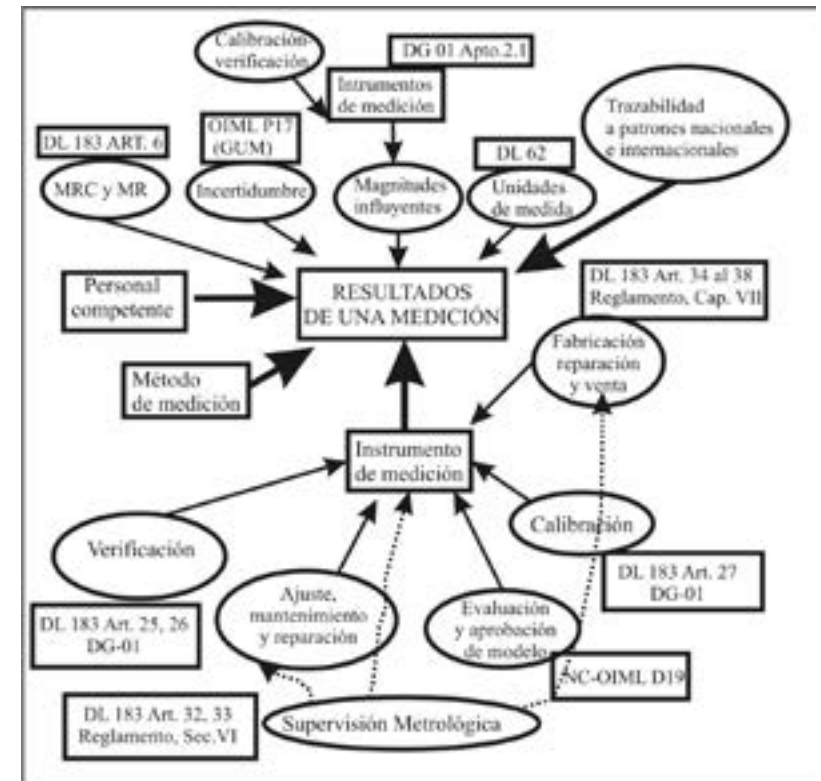 Calibración-
verificación
DG 01 Apto.2.1
Intrumentos
de medición
Trazabilidad
a patrones nacionales
e internacionales
DL 183 ART. 6
OIML P17
(GUM)
DL 62
MRC y MR
Incertidumbre
Magnitudes
influyentes
Unidades
de medida
Personal
competente
RESULTADOS
DE UNA MEDICIÓN
DL 183 Art. 34 al 38
Reglamento, Cap. VII
Fabricación
reparación
y venta
Método
de medición
Instrumento
de medición
Verificación
Calibración
DL 183 Art. 27
DG-01
Ajuste,
mantenimiento
y reparación
Evaluación
y aprobación
de modelo
DL 183 Art. 25, 26
DG-01
NC-OIML D19
DL 183 Art. 32, 33
Reglamento, Sec.VI
Supervisión Metrológica